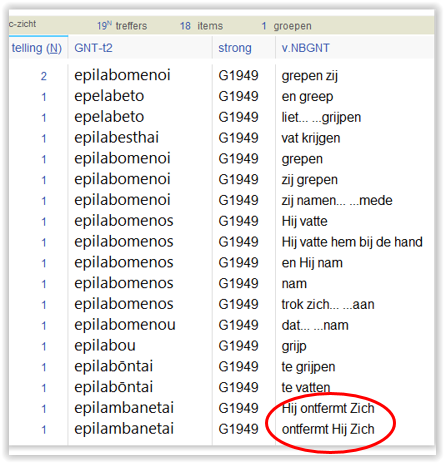 c-zicht 19N treffers 18 items 1 groepen
telling (N) GNT-t2 strong v.NBGNT
2 epilabomenoi G1949 grepen zij
1 epelabeto G1949 en greep
1 epelabeto G1949 liet... ...grijpen
1 epilabesthai G1949 vat krijgen
1 epilabomenoi G1949 grepen
1 epilabomenoi G1949 zij grepen
1 epilabomenoi G1949 zij namen... ...mede
1 epilabomenos G1949 Hij vatte
1 epilabomenos G1949 Hij vatte hem bij de hand
1 epilabomenos G1949 en Hij nam
1 epilabomenos G1949 nam
1 epilabomenos G1949 trok zich... ...aan
1 epilabomenou G1949 dat... ...nam
1 epilabou G1949 grijp
1 epilabōntai G1949 te grijpen
1 epilabōntai G1949 te vatten
1 epilambanetai G1949 Hij ontfermt Zich
1 epilambanetai G1949 ontfermt Hij Zich